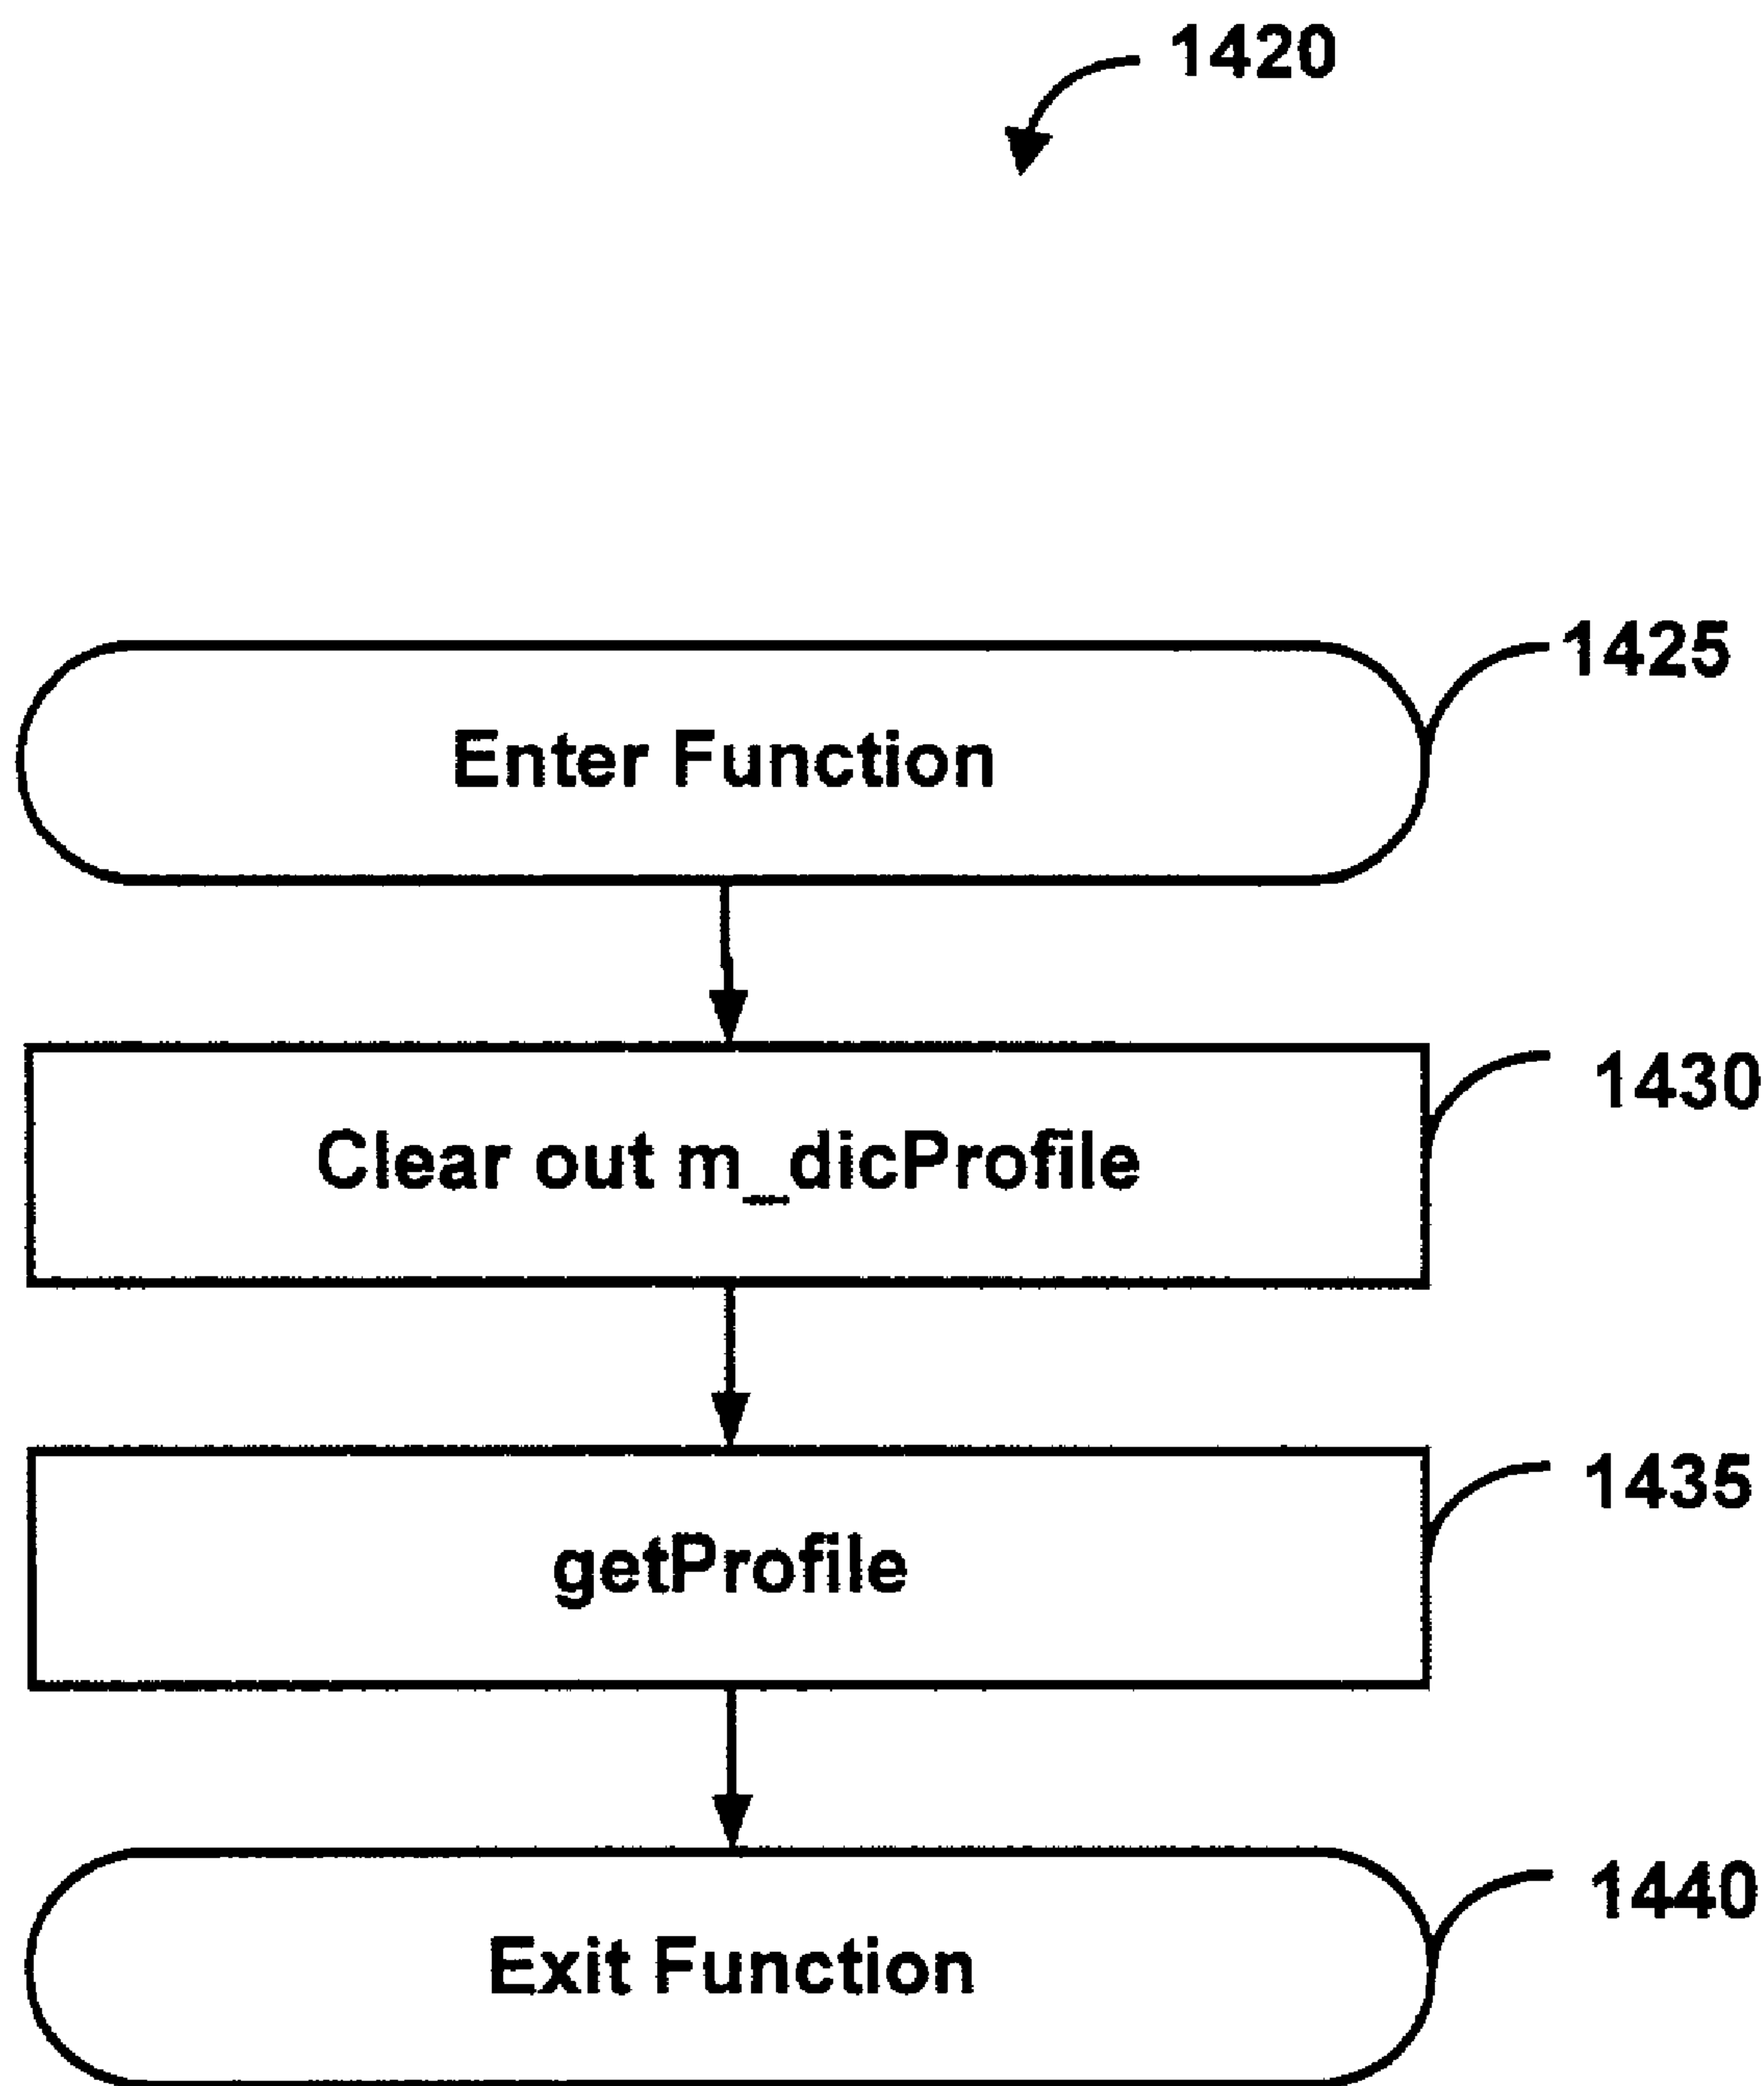 1420
1425
Enter Function
1430
Clear out m_dicProfile
1435
getProfile
1440
Exit Function